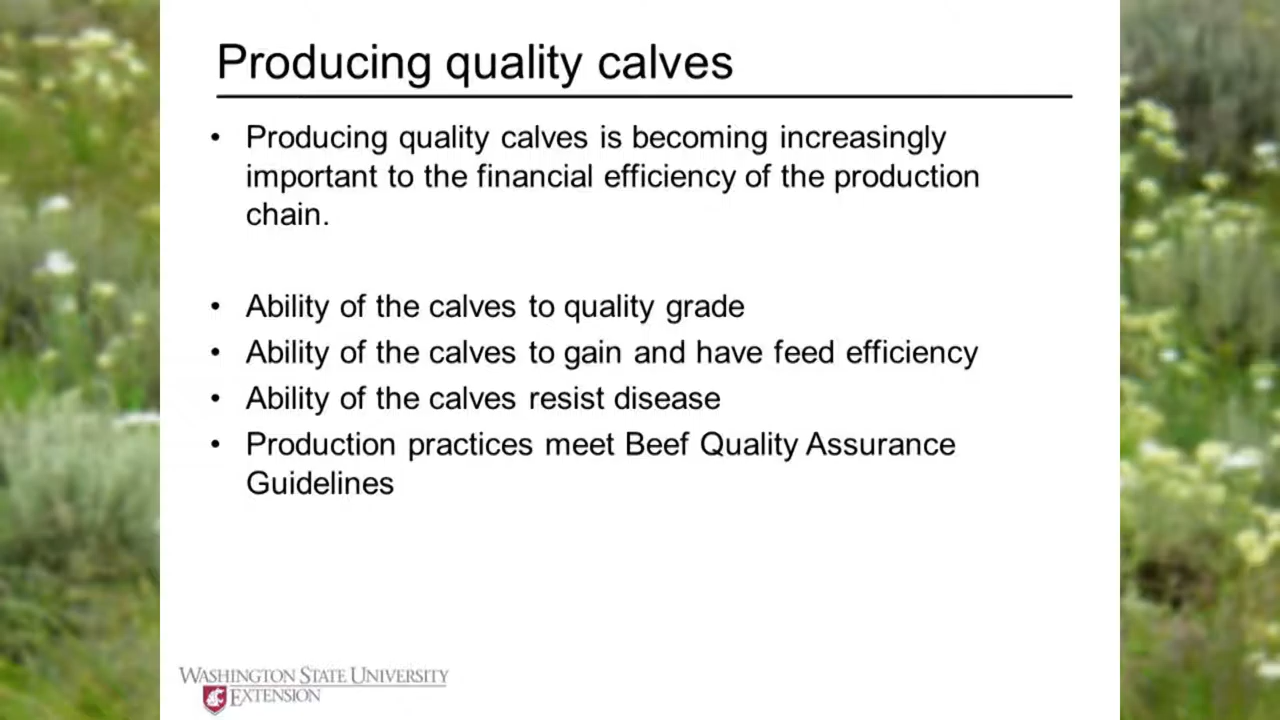 Producing quality calves
• Producing quality calves is becoming increasingly
important to the financial efficiency of the production
chain.
• Ability of the calves to quality grade
• Ability of the calves to gain and have feed efficiency
• Ability of the calves resist disease
• Production practices meet Beef Quality Assurance
Guidelines
WASHINGTON STATE UNIVERSITY
EXTENSION